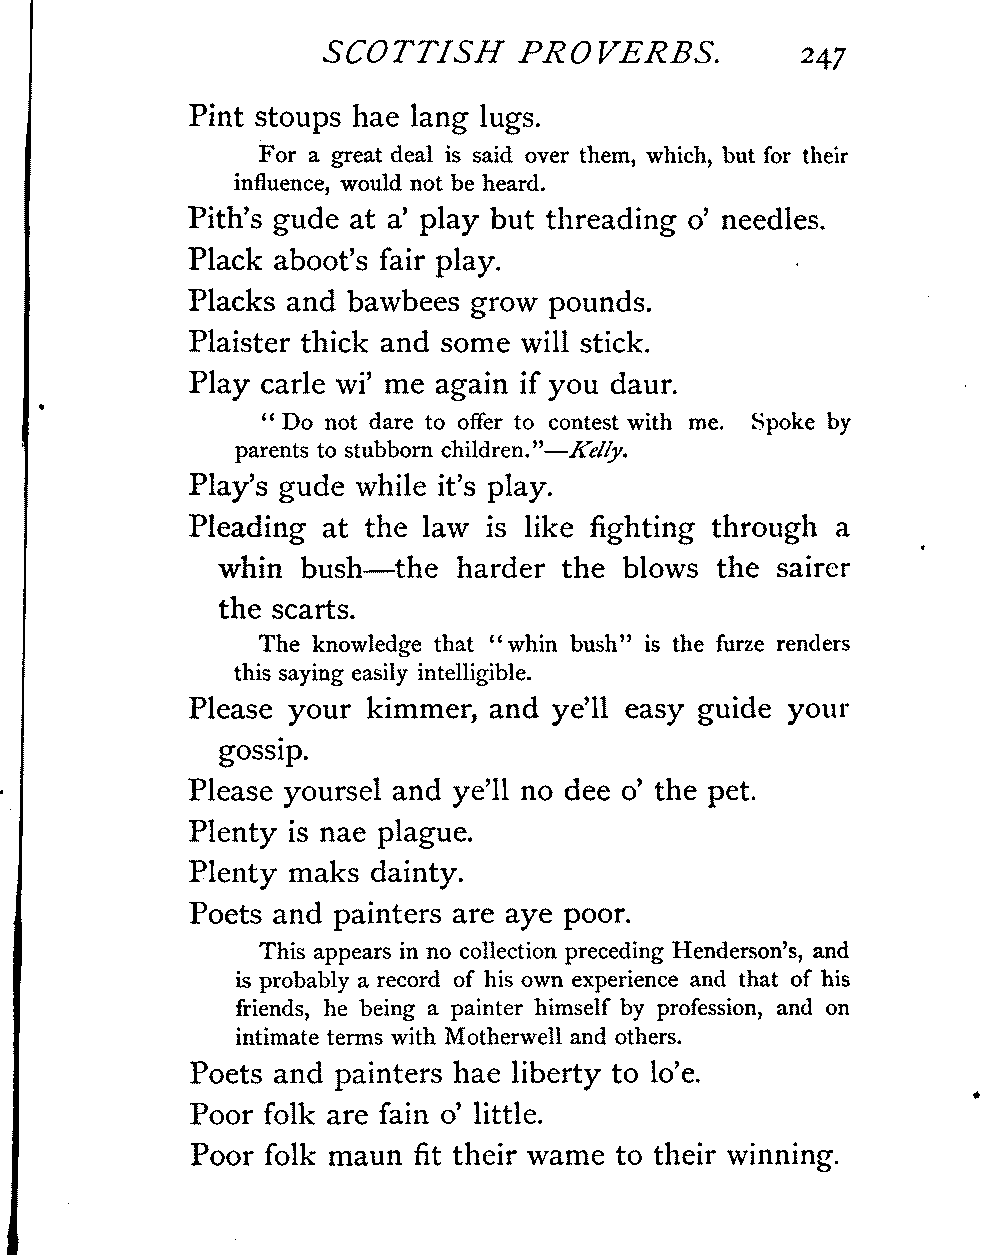 SCOTTISH PROVERBS. 247
Pint stoups hae lang lugs.
For a great deal is said over them, which, but for their
influence, would not be heard.
Pith's gude at a' play but threading o' needles.
Plack aboot's fair play.
Placks and bawbees grow pounds.
Plaister thick and some will stick.
Play carle wi' me again if you daur.
“Do not dare to offer to contest with me. Spoke by
parents to stubborn children.”—Kelly.
Play's gude while it's play.
Pleading at the law is like fighting through a
whin bush—the harder the blows the sairer
the scarts.
The knowledge that “whin bush” is the furze renders
this saying easily intelligible.
Please your kimmer, and ye'll easy guide your
gossip.
Please yoursel and ye'll no dee o' the pet.
Plenty is nae plague.
Plenty maks dainty.
Poets and painters are aye poor.
This appears in no collection preceding Henderson's, and
is probably a record of his own experience and that of his
friends, he being a painter himself by profession, and on
intimate terms with Motherwell and others.
Poets and painters hae liberty to lo'e.
Poor folk are fain o' little.
Poor folk maun fit their wame to their winning.